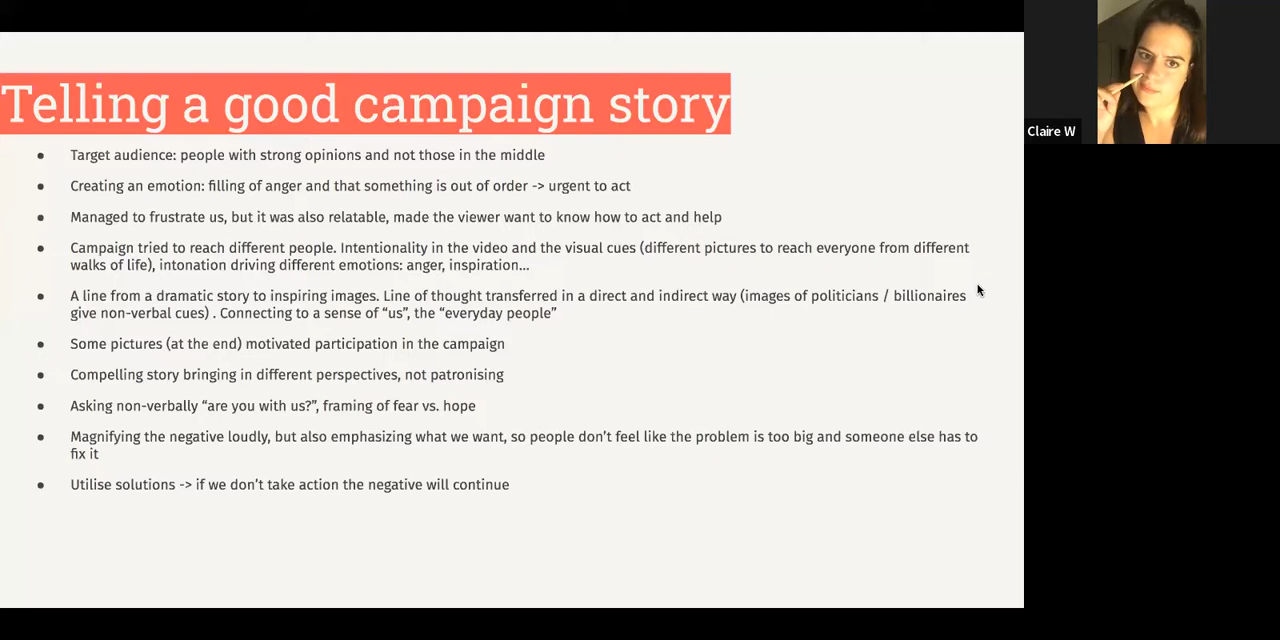 Telling a good campaign story
● Target audience: people with strong opinions and not those in the middle
● Creating an emotion: filling of anger and that something is out of order -> urgent to act
● Managed to frustrate us, but it was also relatable, made the viewer want to know how to act and help
● Campaign tried to reach different people. Intentionality in the video and the visual cues (different pictures to reach everyone from different
walks of life), intonation driving different emotions: anger, inspiration...
● A line from a dramatic story to inspiring images. Line of thought transferred in a direct and indirect way (images of politicians / billionaires
give non-verbal cues) . Connecting to a sense of “us”, the “everyday people”
● Some pictures (at the end) motivated participation in the campaign
● Compelling story bringing in different perspectives, not patronising
● Asking non-verbally “are you with us?”, framing of fear vs. hope
● Magnifying the negative loudly, but also emphasizing what we want, so people don’t feel like the problem is too big and someone else has to
fix it
● Utilise solutions -> if we don’t take action the negative will continue
Claire W